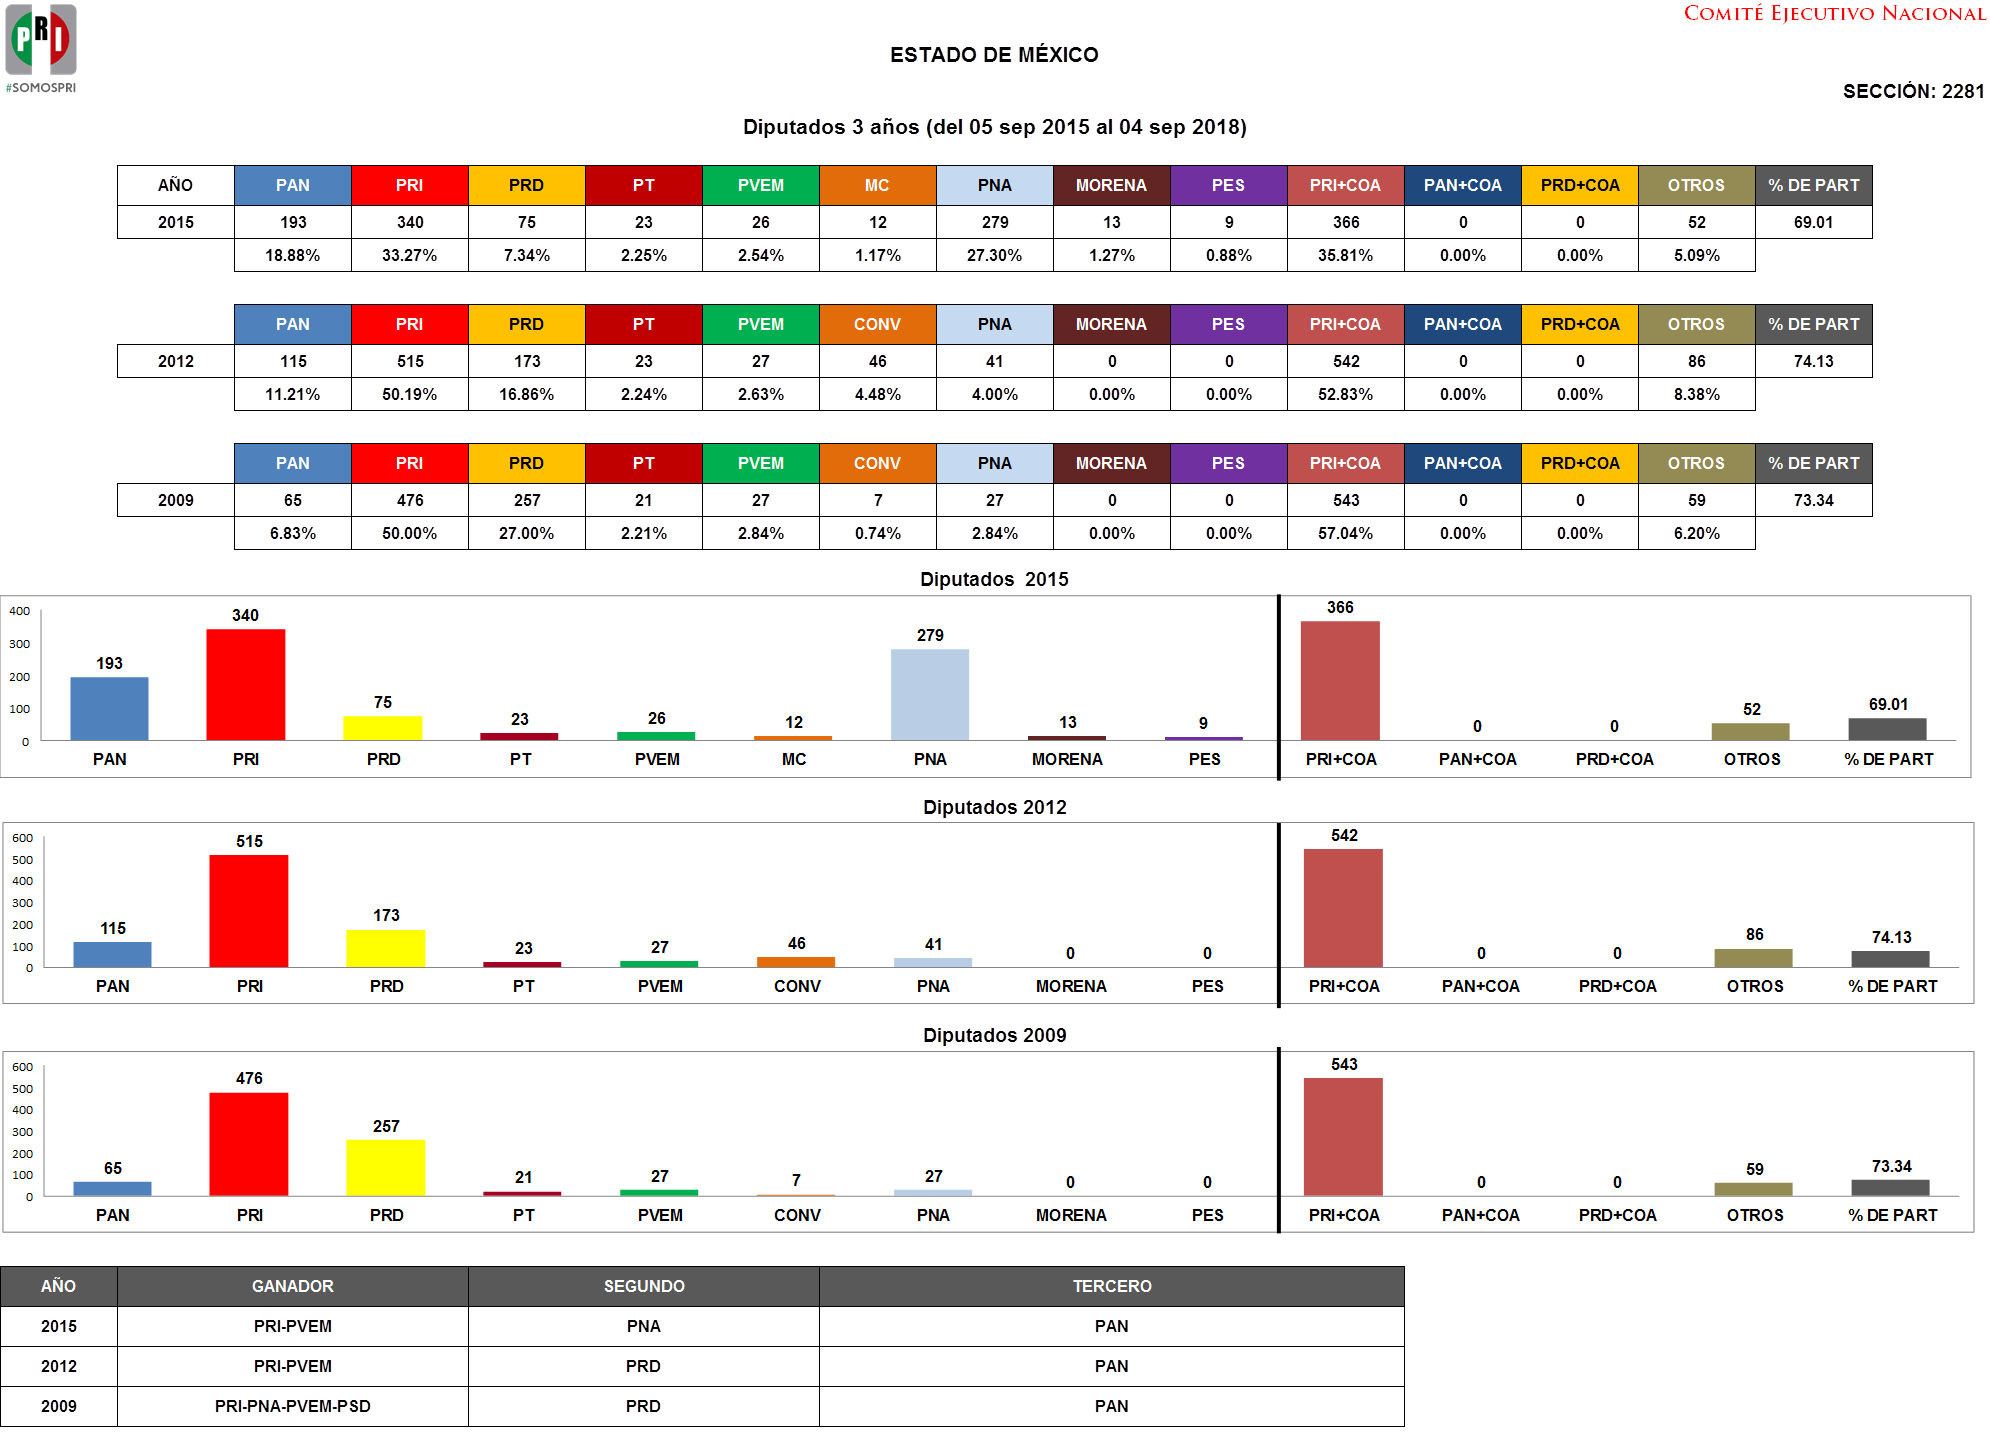 PRI
#SOMOSPRI
COMITÉ EJECUTIVO NACIONAL
ESTADO DE MÉXICO
SECCIÓN: 2281
Diputados 3 años (del 05 sep 2015 al 04 sep 2018)
AÑO PAN PRI PRD PT PVEM MC PNA MORENA PES PRI+COA PAN+COA PRD+COA OTROS % DE PART
2015 193 340 75 23 26 12 279 13 9 366 0 0 52 69.01
18.88% 33.27% 7.34% 2.25% 2.54% 1.17% 27.30% 1.27% 0.88% 35.81% 0.00% 0.00% 5.09%
PAN PRI PRD PT PVEM CONV PNA MORENA PES PRI+COA PAN+COA PRD+COA OTROS % DE PART
2012 115 515 173 23 27 46 41 0 0 542 0 0 86 74.13
11.21% 50.19% 16.86% 2.24% 2.63% 4.48% 4.00% 0.00% 0.00% 52.83% 0.00% 0.00% 8.38%
PAN PRI PRD PT PVEM CONV PNA MORENA PES PRI+COA PAN+COA PRD+COA OTROS % DE PART
2009 65 476 257 21 27 7 27 0 0 543 0 0 59 73.34
6.83% 50.00% 27.00% 2.21% 2.84% 0.74% 2.84% 0.00% 0.00% 57.04% 0.00% 0.00% 6.20%
Diputados 2015
400
300
200
100
0
193 340 75 23 26 12 279 13 9 366 0 0 52 69.01
PAN PRI PRD PT PVEM MC PNA MORENA PES PRI+COA PAN+COA PRD+COA OTROS % DE PART
Diputados 2012
600
500
400
300
200
100
0
115 515 173 23 27 46 41 0 0 542 0 0 86 74.13
PAN PRI PRD PT PVEM CONV PNA MORENA PES PRI+COA PAN+COA PRD+COA OTROS % DE PART
Diputados 2009
600
500
400
300
200
100
0
65 476 257 21 27 7 27 0 0 543 0 0 59 73.34
PAN PRI PRD PT PVEM CONV PNA MORENA PES PRI+COA PAN+COA PRD+COA OTROS % DE PART
AÑO GANADOR SEGUNDO TERCERO
2015 PRI-PVEM PNA PAN
2012 PRI-PVEM PRD PAN
2009 PRI-PNA-PVEM-PSD PRD PAN